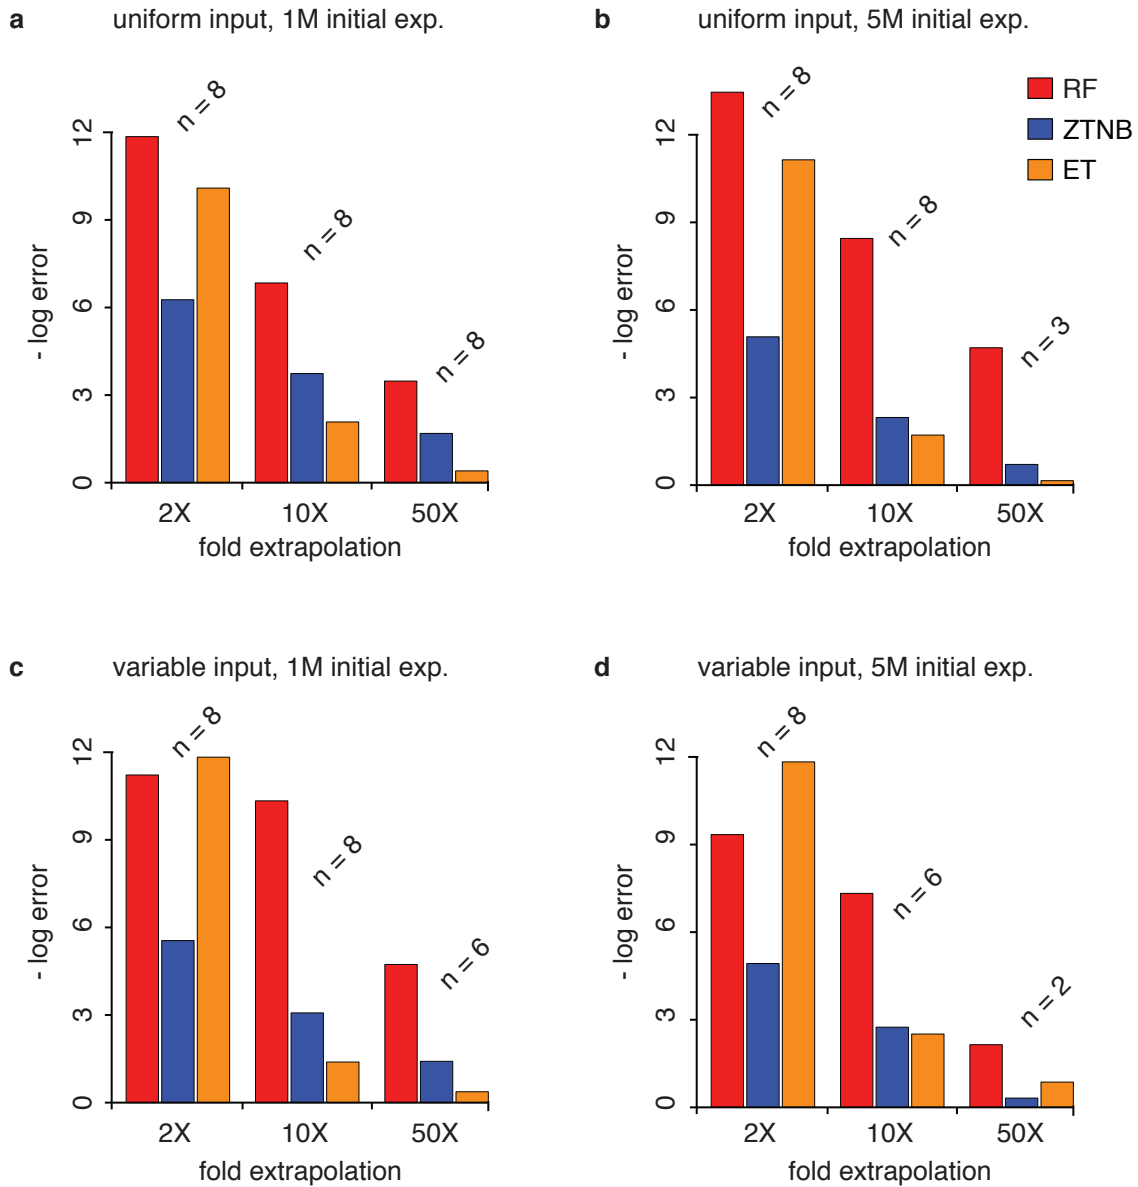 a uniform input, 1M initial exp.
12
9
6
3
0
- log error
n = 8
n = 8
n = 8
2X 10X 50X
fold extrapolation
b uniform input, 5M initial exp.
12
9
6
3
0
- log error
n = 8
n = 8
n = 3
RF
ZTNB
ET
2X 10X 50X
fold extrapolation
c variable input, 1M initial exp.
12
9
6
3
0
- log error
n = 8
n = 8
n = 6
2X 10X 50X
fold extrapolation
d variable input, 5M initial exp.
12
9
6
3
0
- log error
n = 8
n = 6
n = 2
2X 10X 50X
fold extrapolation